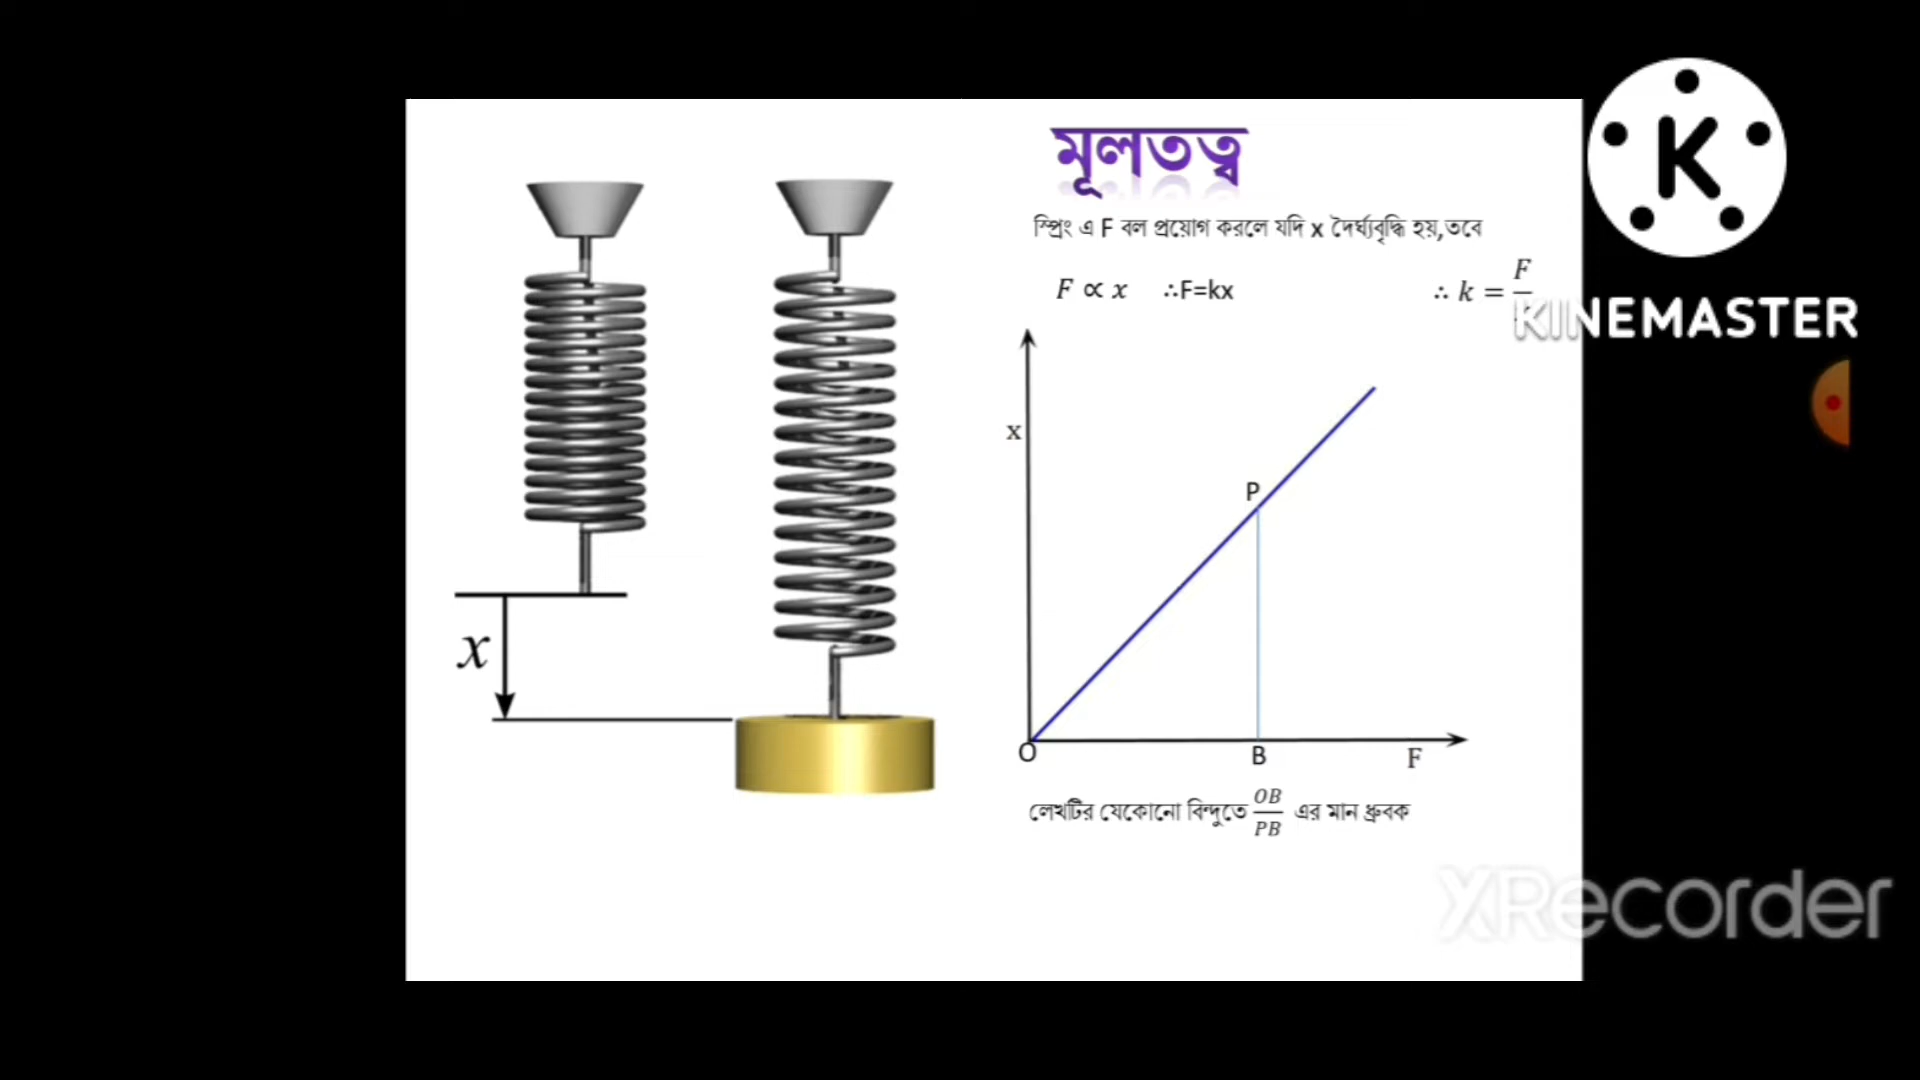 মূলতত্ব
স্প্রিং এ F বল প্রয়োগ করলে যদি x দৈর্ঘ্যবৃদ্ধি হয়,তবে
F ∝ x ∴F=kx ∴ k = F
K
KINEMASTER
x
P
x
O
B
F
লেখটির যেকোনো বিন্দুতে OB/PB এর মান ধ্রুবক
XRecorder